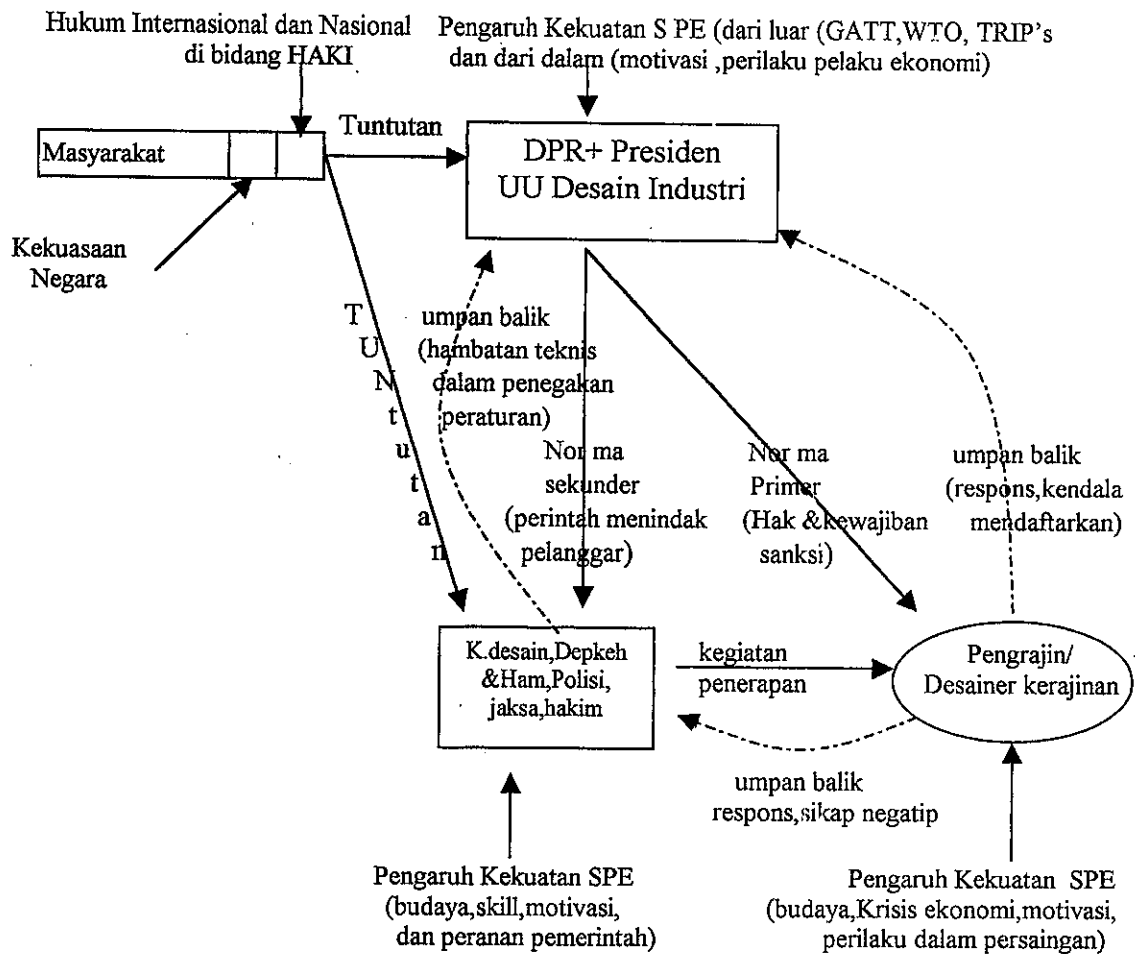 Hukum Internasional dan Nasional
di bidang HAKI
Pengaruh Kekuatan S PE (dari luar (GATT,WTO, TRIP's
dan dari dalam (motivasi ,perilaku pelaku ekonomi)
Masyarakat
Tuntutan
DPR+ Presiden
UU Desain Industri
Kekuasaan
Negara
T
U
N
t
u
t
a
n
umpan balik
(hambatan teknis
dalam penegakan
peraturan)
Nor ma
sekunder
(perintah menindak
pelanggar)
Nor ma
Primer
(Hak &kewajiban
sanksi)
umpan balik
(respons,kendala
mendaftarkan)
K.desain,Depkeh
&Ham,Polisi,
jaksa,hakim
kegiatan
penerapan
Pengrajin/
Desainer kerajinan
umpan balik
respons,sikap negatip
Pengaruh Kekuatan SPE
(budaya,skill,motivasi,
dan peranan pemerintah)
Pengaruh Kekuatan SPE
(budaya,Krisis ekonomi,motivasi,
perilaku dalam persaingan)